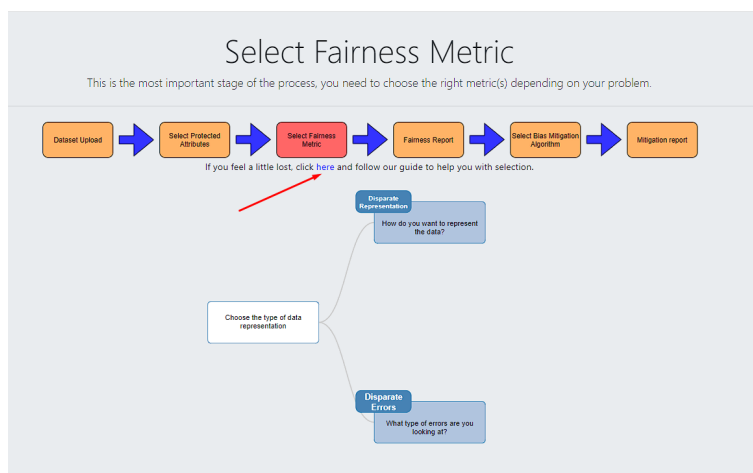 Select Fairness Metric
This is the most important stage of the process, you need to choose the right metric(s) depending on your problem.
Dataset Upload
Select Protected
Attributes
Select Fairness
Metric
Fairness Report
Select Bias Mitigation
Algorithm
Mitigation report
If you feel a little lost, click here and follow our guide to help you with selection.
Disparate
Representation
How do you want to represent
the data?
Choose the type of data
representation
Disparate
Errors
What type of errors are you
looking at?